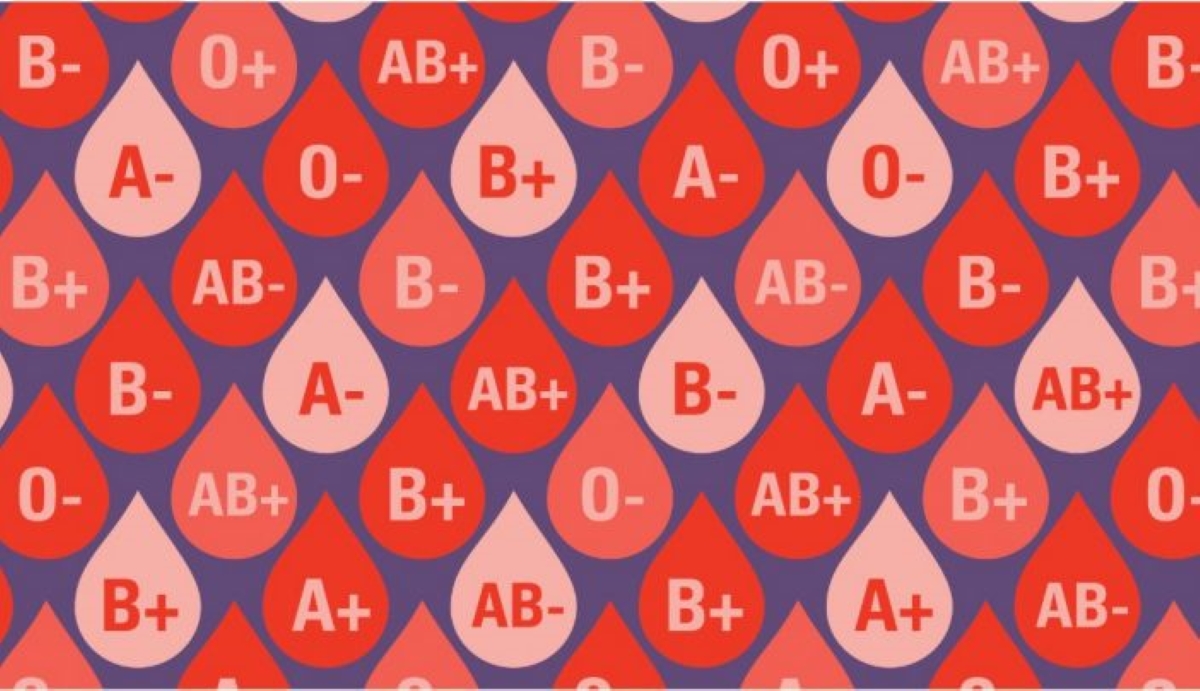 B- O+ AB+ B- O+ AB+ B-
A- O- B+ A- O- B+
B+ AB- B- B+ AB- B- B+
B- A- AB+ B- A- AB+
O- AB+ B+ O- AB+ B+ O-
B+ A+ AB- B+ A+ AB-